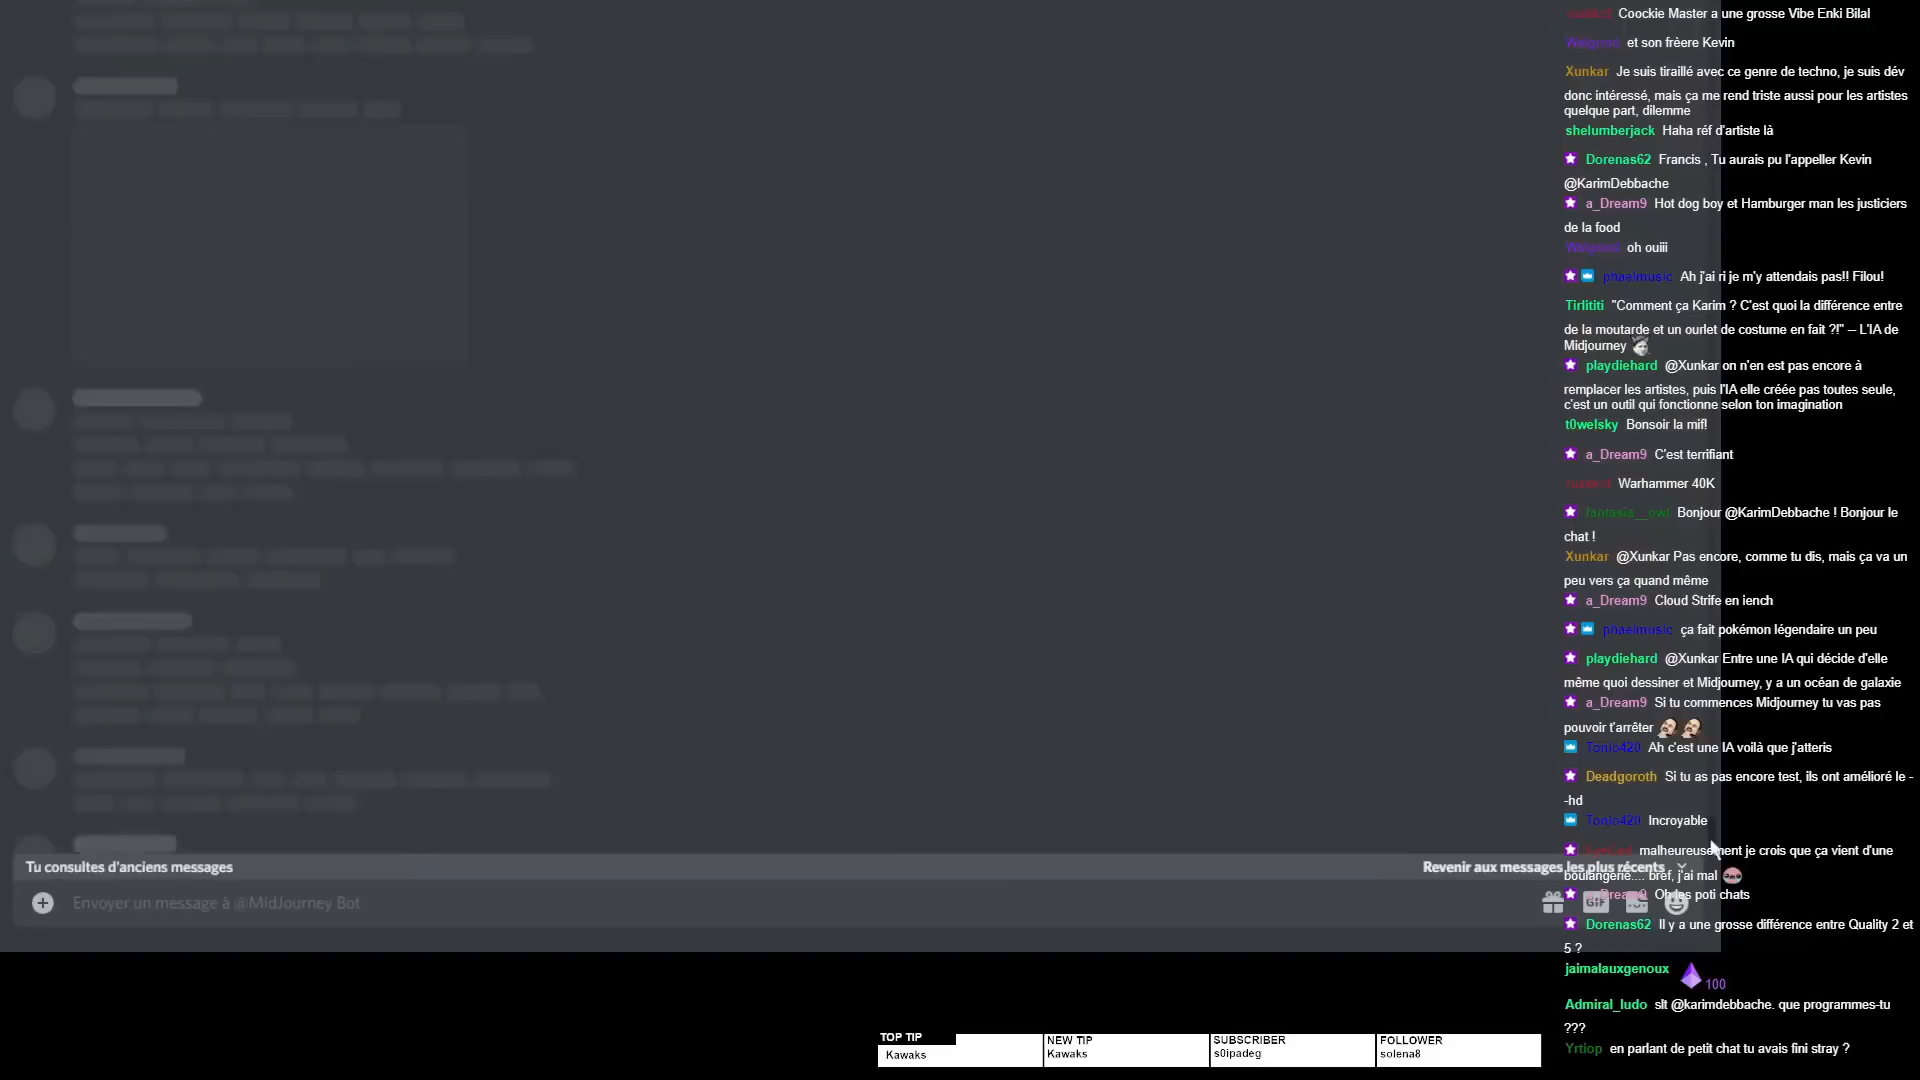 Coockie Master a une grosse Vibe Enki Bilal
et son frèere Kevin
Xunkar Je suis tiraillé avec ce genre de techno, je suis dév
donc intéressé, mais ça me rend triste aussi pour les artistes
quelque part, dilemme
shelumberjack Haha réf d'artiste là
Dorenas62 Francis , Tu aurais pu l'appeller Kevin
@KarimDebbache
a_Dream9 Hot dog boy et Hamburger man les justiciers
de la food
oh ouiii
phaelmusic Ah j'ai ri je m'y attendais pas!! Filou!
Tirlititi "Comment ça Karim ? C'est quoi la différence entre
de la moutarde et un ourlet de costume en fait ?!" -- L'IA de
Midjourney
playdiehard @Xunkar on n'en est pas encore à
remplacer les artistes, puis l'IA elle créée pas toutes seule,
c'est un outil qui fonctionne selon ton imagination
t0welsky Bonsoir la mif!
a_Dream9 C'est terrifiant
Warhammer 40K
fantasia__owl Bonjour @KarimDebbache ! Bonjour le
chat !
Xunkar @Xunkar Pas encore, comme tu dis, mais ça va un
peu vers ça quand même
a_Dream9 Cloud Strife en iench
phaelmusic ça fait pokémon légendaire un peu
playdiehard @Xunkar Entre une IA qui décide d'elle
même quoi dessiner et Midjourney, y a un océan de galaxie
a_Dream9 Si tu commences Midjourney tu vas pas
pouvoir t'arrêter
Tonio420 Ah c'est une IA voilà que j'atteris
Deadgoroth Si tu as pas encore test, ils ont amélioré le -
-hd
Tonio420 Incroyable
malheureusement je crois que ça vient d'une
boulangerie.... bref, j'ai mal
a_Dream9 Oh les poti chats
Dorenas62 Il y a une grosse différence entre Quality 2 et
5 ?
jaimalauxgenoux 100
Admiral_ludo slt @karimdebbache. que programmes-tu
???
Yrtiop en parlant de petit chat tu avais fini stray ?
Tu consultes d'anciens messages
Revenir aux messages les plus récents
Envoyer un message à @MidJourney Bot
GIF
TOP TIP
Kawaks
NEW TIP
Kawaks
SUBSCRIBER
s0ipadeg
FOLLOWER
solena8